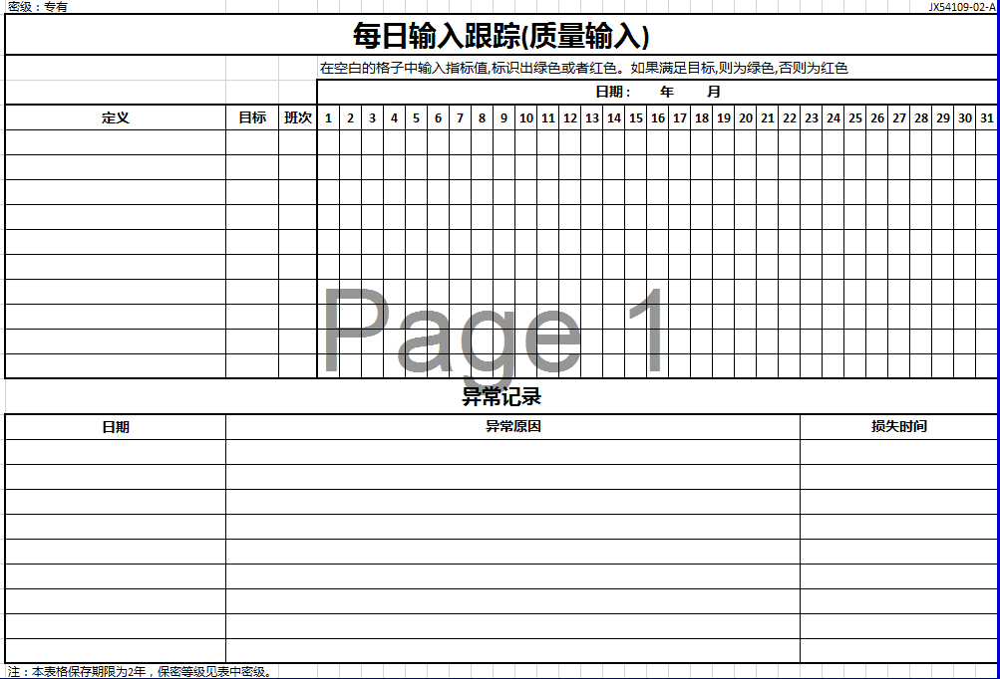 密级：专有 JX54109-02-A
每日输入跟踪(质量输入)
在空白的格子中输入指标值,标识出绿色或者红色。如果满足目标,则为绿色,否则为红色
日期： 年 月
定义 目标 班次 1 2 3 4 5 6 7 8 9 10 11 12 13 14 15 16 17 18 19 20 21 22 23 24 25 26 27 28 29 30 31
Page 1
异常记录
日期 异常原因 损失时间
注：本表格保存期限为2年，保密等级见表中密级。